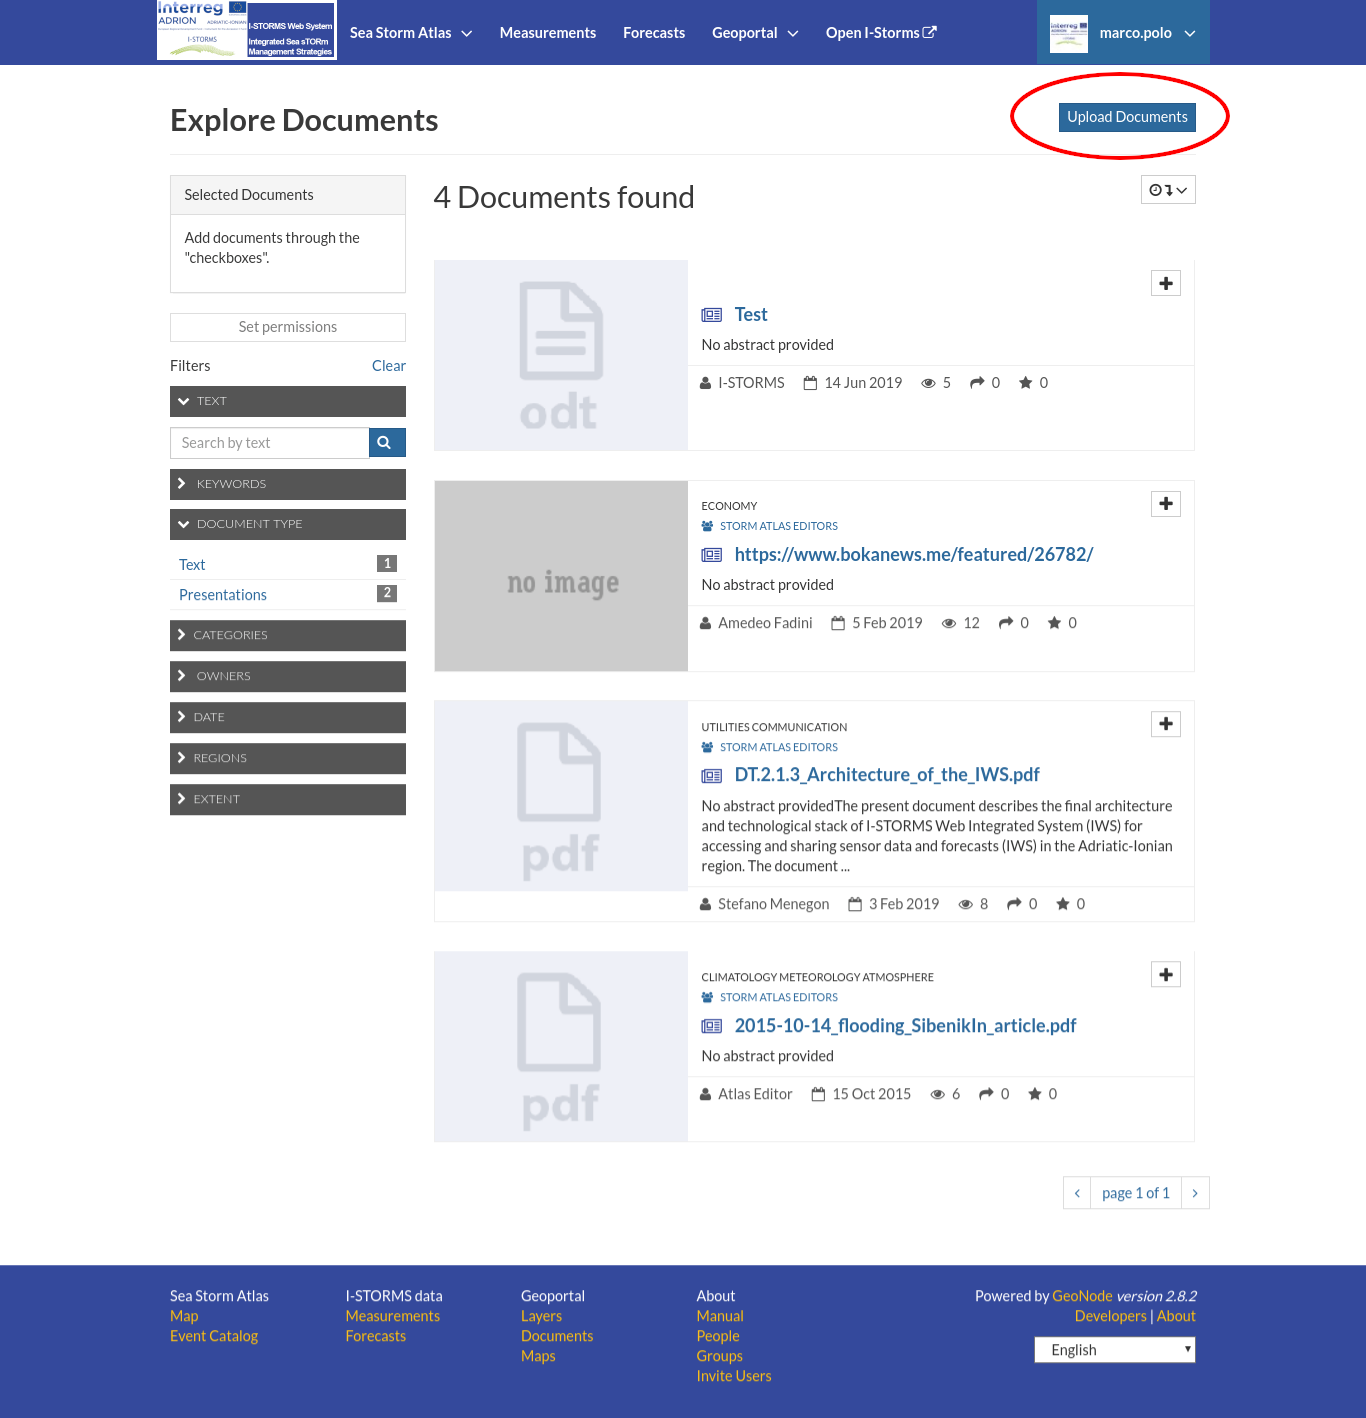 Interreg
ADRION ADRIATIC-IONIAN
I-STORMS
I-STORMS Web System
Integrated Sea sTORm
Management Strategies
Sea Storm Atlas Measurements Forecasts Geoportal Open I-Storms marco.polo
Explore Documents
Upload Documents
Selected Documents
Add documents through the
"checkboxes".
Set permissions
Filters Clear
TEXT
Search by text
KEYWORDS
DOCUMENT TYPE
Text 1
Presentations 2
CATEGORIES
OWNERS
DATE
REGIONS
EXTENT
4 Documents found
odt
Test
No abstract provided
I-STORMS 14 Jun 2019 5 0 0
no image
ECONOMY
STORM ATLAS EDITORS
https://www.bokanews.me/featured/26782/
No abstract provided
Amedeo Fadini 5 Feb 2019 12 0 0
pdf
UTILITIES COMMUNICATION
STORM ATLAS EDITORS
DT.2.1.3_Architecture_of_the_IWS.pdf
No abstract providedThe present document describes the final architecture
and technological stack of I-STORMS Web Integrated System (IWS) for
accessing and sharing sensor data and forecasts (IWS) in the Adriatic-Ionian
region. The document ...
Stefano Menegon 3 Feb 2019 8 0 0
pdf
CLIMATOLOGY METEOROLOGY ATMOSPHERE
STORM ATLAS EDITORS
2015-10-14_flooding_SibenikIn_article.pdf
No abstract provided
Atlas Editor 15 Oct 2015 6 0 0
page 1 of 1
Sea Storm Atlas
Map
Event Catalog
I-STORMS data
Measurements
Forecasts
Geoportal
Layers
Documents
Maps
About
Manual
People
Groups
Invite Users
Powered by GeoNode version 2.8.2
Developers | About
English